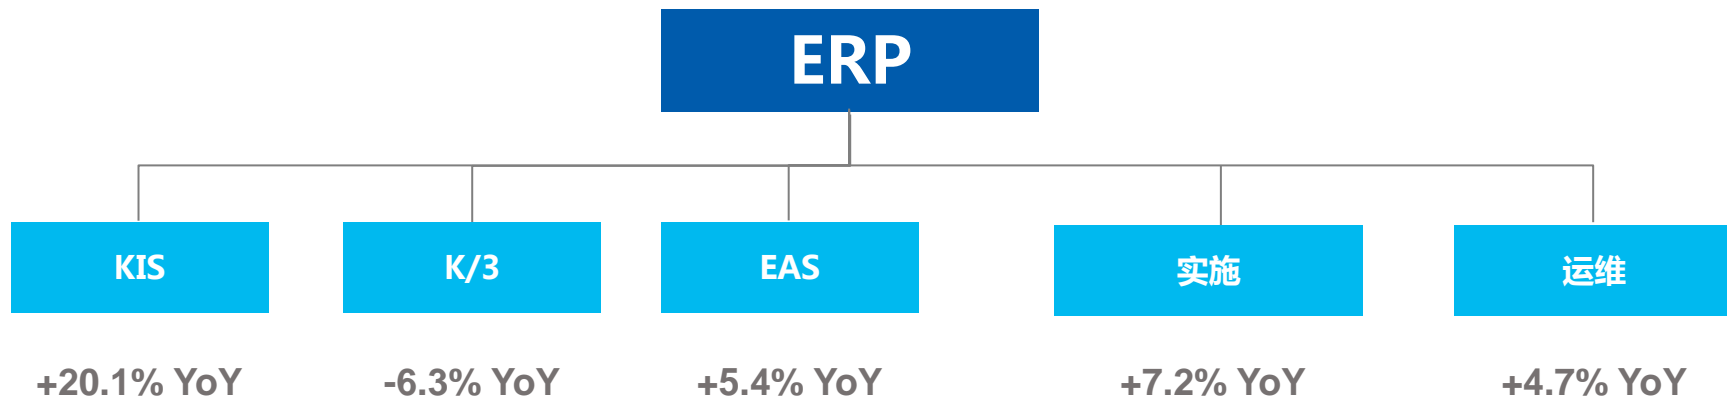 ERP
KIS
K/3
EAS
实施
运维
+20.1% YoY
-6.3% YoY
+5.4% YoY
+7.2% YoY
+4.7% YoY